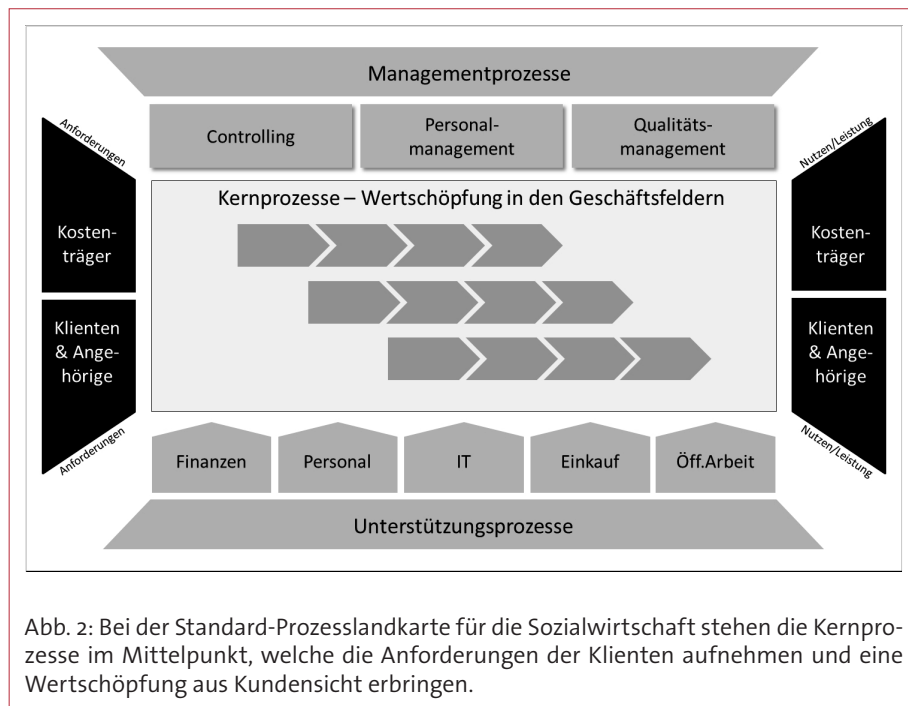 Managementprozesse
Controlling
Personal-
management
Qualitäts-
management
Anforderungen
Kosten-
träger
Klienten
& Ange-
hörige
Anforderungen
Kernprozesse – Wertschöpfung in den Geschäftsfeldern
Nutzen/Leistung
Kosten-
träger
Klienten
& Ange-
hörige
Nutzen/Leistung
Finanzen
Personal
IT
Einkauf
Öff.Arbeit
Unterstützungsprozesse
Abb. 2: Bei der Standard-Prozesslandkarte für die Sozialwirtschaft stehen die Kernpro-
zesse im Mittelpunkt, welche die Anforderungen der Klienten aufnehmen und eine
Wertschöpfung aus Kundensicht erbringen.